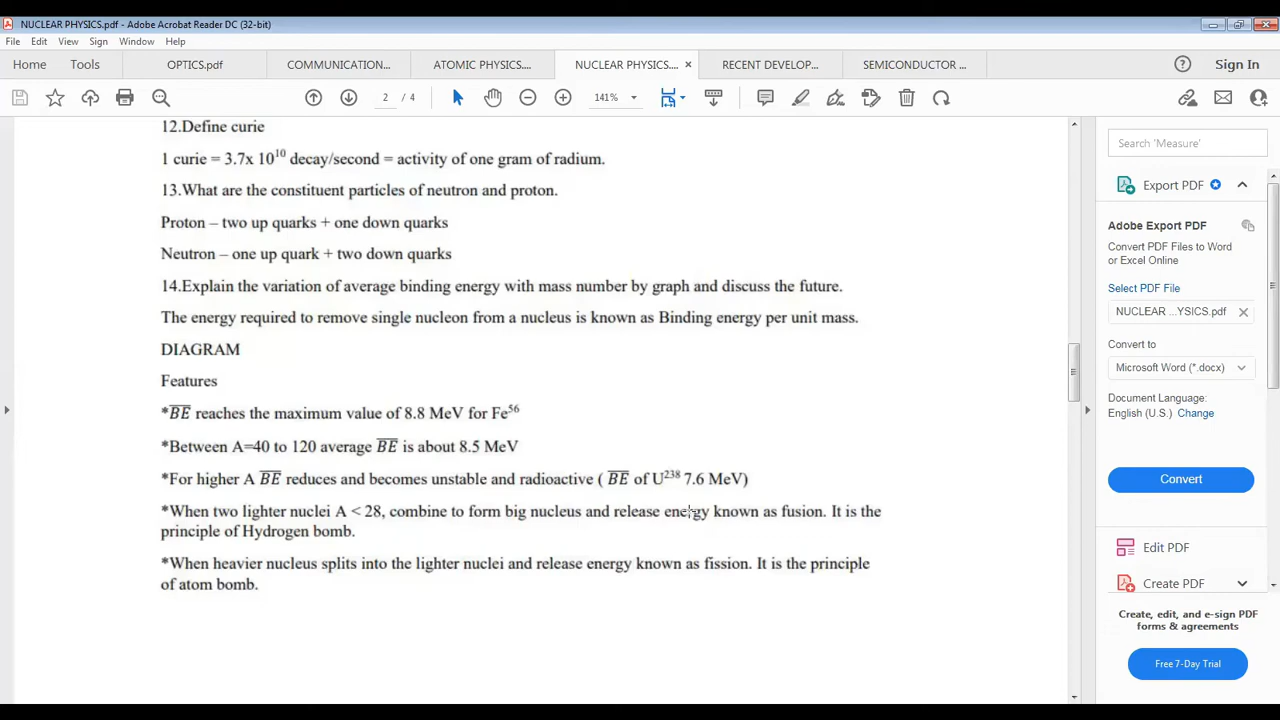 NUCLEAR PHYSICS.pdf - Adobe Acrobat Reader DC (32-bit)
File Edit View Sign Window Help
Home Tools OPTICS.pdf COMMUNICATION... ATOMIC PHYSICS.... NUCLEAR PHYSICS.... × RECENT DEVELOP... SEMICONDUCTOR ... Sign In
2 / 4 141%
12.Define curie
1 curie = 3.7x 10¹⁰ decay/second = activity of one gram of radium.
13.What are the constituent particles of neutron and proton.
Proton – two up quarks + one down quarks
Neutron – one up quark + two down quarks
14.Explain the variation of average binding energy with mass number by graph and discuss the future.
The energy required to remove single nucleon from a nucleus is known as Binding energy per unit mass.
DIAGRAM
Features
*B̅E̅ reaches the maximum value of 8.8 MeV for Fe⁵⁶
*Between A=40 to 120 average B̅E̅ is about 8.5 MeV
*For higher A B̅E̅ reduces and becomes unstable and radioactive ( B̅E̅ of U²³⁸ 7.6 MeV)
*When two lighter nuclei A < 28, combine to form big nucleus and release energy known as fusion. It is the
principle of Hydrogen bomb.
*When heavier nucleus splits into the lighter nuclei and release energy known as fission. It is the principle
of atom bomb.
Search 'Measure'
Export PDF
Adobe Export PDF
Convert PDF Files to Word
or Excel Online
Select PDF File
NUCLEAR ...YSICS.pdf
Convert to
Microsoft Word (*.docx)
Document Language:
English (U.S.) Change
Convert
Edit PDF
Create PDF
Create, edit, and e-sign PDF
forms & agreements
Free 7-Day Trial